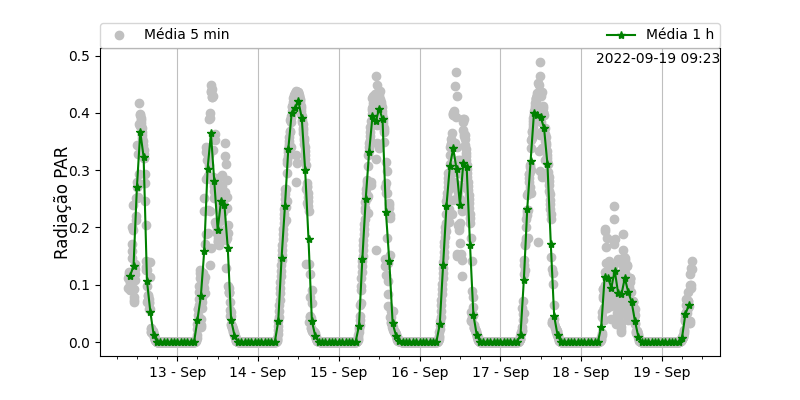 Média 5 min
Média 1 h
2022-09-19 09:23
Radiação PAR
0.5
0.4
0.3
0.2
0.1
0.0
13 - Sep
14 - Sep
15 - Sep
16 - Sep
17 - Sep
18 - Sep
19 - Sep